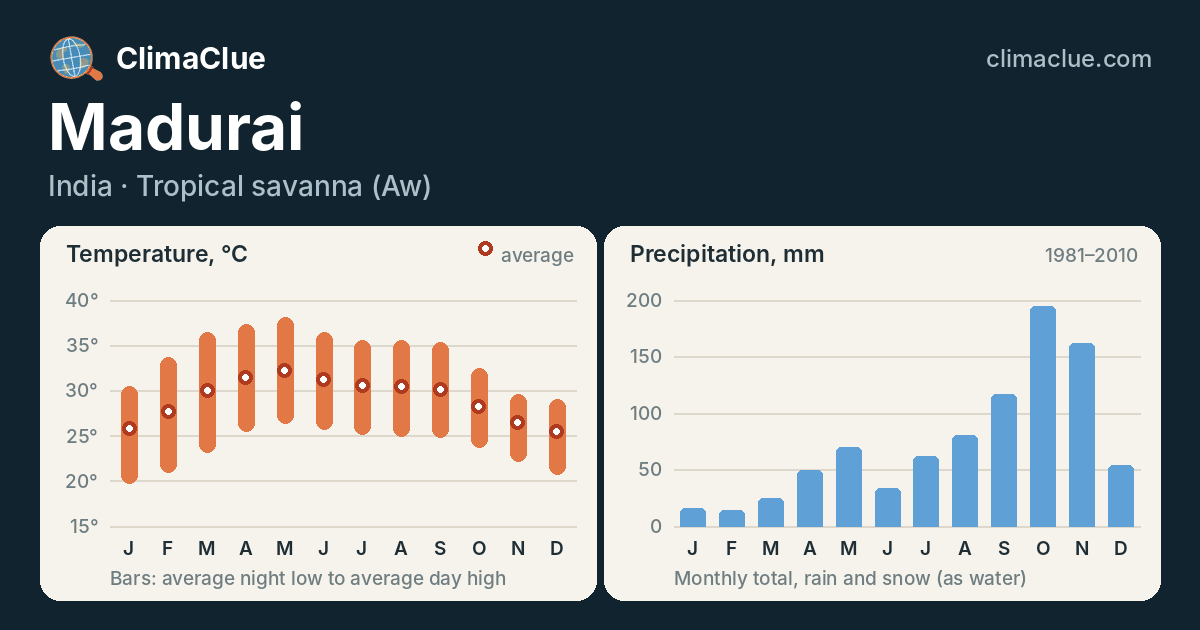 ClimaClue
climaclue.com
Madurai
India · Tropical savanna (Aw)
Temperature, °C
average
40°
35°
30°
25°
20°
15°
J F M A M J J A S O N D
Bars: average night low to average day high
Precipitation, mm
1981–2010
200
150
100
50
0
J F M A M J J A S O N D
Monthly total, rain and snow (as water)